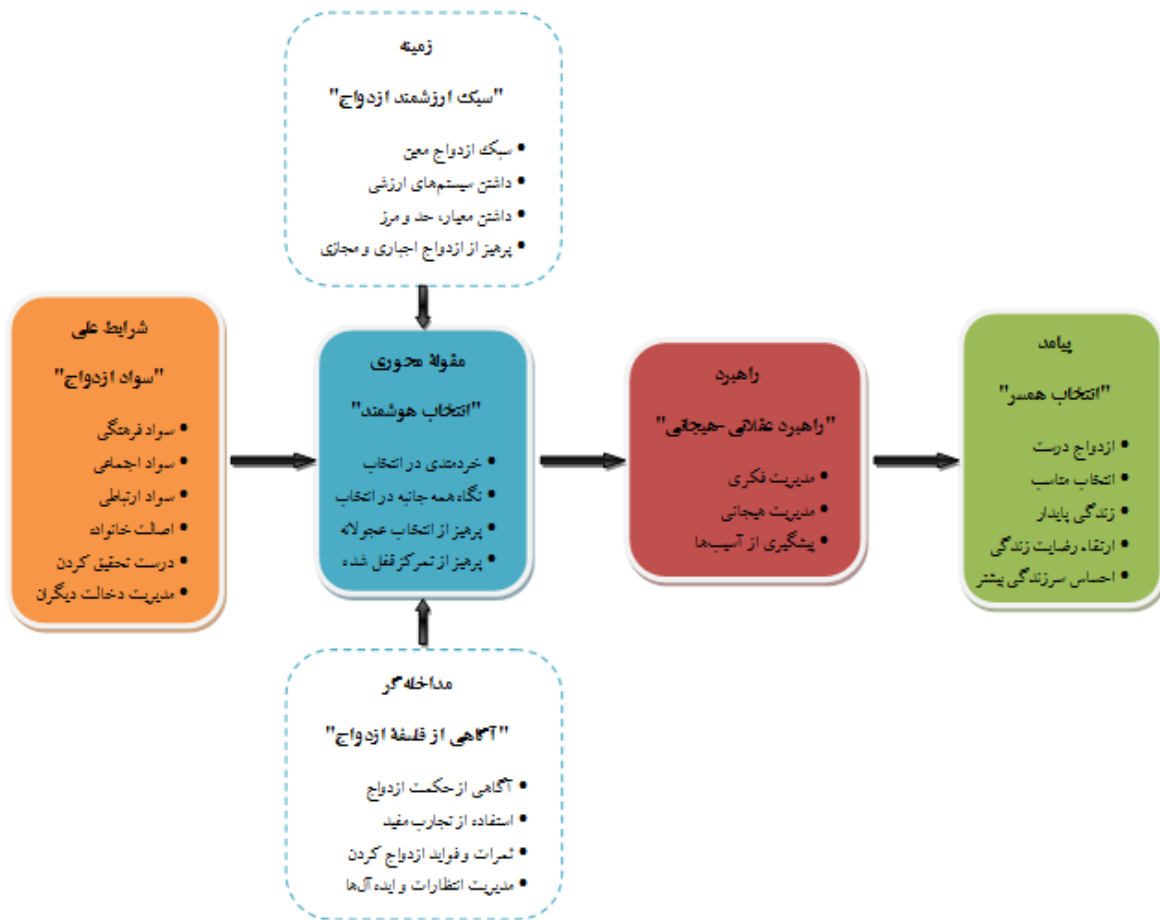 زمینه
"سبک ارزشمند ازدواج"
• سبک ازدواج معین
• داشتن سیستم‌های ارزشی
• داشتن معیار، حد و مرز
• پرهیز از ازدواج اجباری و مجازی
شرایط علی
"سواد ازدواج"
• سواد فرهنگی
• سواد اجماعی
• سواد ارتباطی
• اصالت خانواده
• درست تحقیق کردن
• مدیریت دخالت دیگران
مقولۀ محوری
"انتخاب هوشمند"
• خردمندی در انتخاب
• نگاه همه جانبه در انتخاب
• پرهیز از انتخاب عجولانه
• پرهیز از تمرکز قفل شده
راهبرد
"راهبرد عقلانی-هیجانی"
• مدیریت فکری
• مدیریت هیجانی
• پیشگیری از آسیب‌ها
پیامد
"انتخاب همسر"
• ازدواج درست
• انتخاب مناسب
• زندگی پایدار
• ارتقاء رضایت زندگی
• احساس سرزندگی بیشتر
مداخله‌گر
"آگاهی از فلسفۀ ازدواج"
• آگاهی از حکمت ازدواج
• استفاده از تجارب مفید
• ثمرات و فواید ازدواج کردن
• مدیریت انتظارات و ایده‌آل‌ها